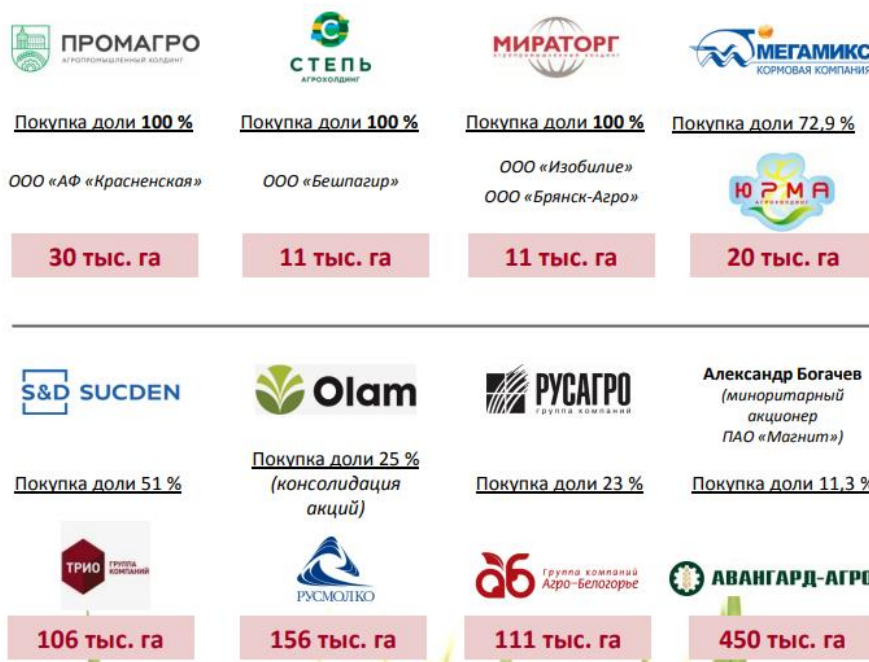 ПРОМАГРО
АГРОПРОМЫШЛЕННЫЙ ХОЛДИНГ
Покупка доли 100 %
ООО «АФ «Красненская»
30 тыс. га
СТЕПЬ
АГРОХОЛДИНГ
Покупка доли 100 %
ООО «Бешпагир»
11 тыс. га
МИРАТОРГ
АГРОПРОМЫШЛЕННЫЙ ХОЛДИНГ
Покупка доли 100 %
ООО «Изобилие»
ООО «Брянск-Агро»
11 тыс. га
МЕГАМИКС
КОРМОВАЯ КОМПАНИЯ
Покупка доли 72,9 %
ЮРМА
АГРОХОЛДИНГ
20 тыс. га
S&D SUCDEN
Покупка доли 51 %
ТРИО
ГРУППА
КОМПАНИЙ
106 тыс. га
Olam
Покупка доли 25 %
(консолидация
акций)
РУСМОЛКО
156 тыс. га
РУСАГРО
группа компаний
Покупка доли 23 %
аб
Группа компаний
Агро-Белогорье
111 тыс. га
Александр Богачев
(миноритарный
акционер
ПАО «Магнит»)
Покупка доли 11,3 %
АВАНГАРД-АГРО
450 тыс. га